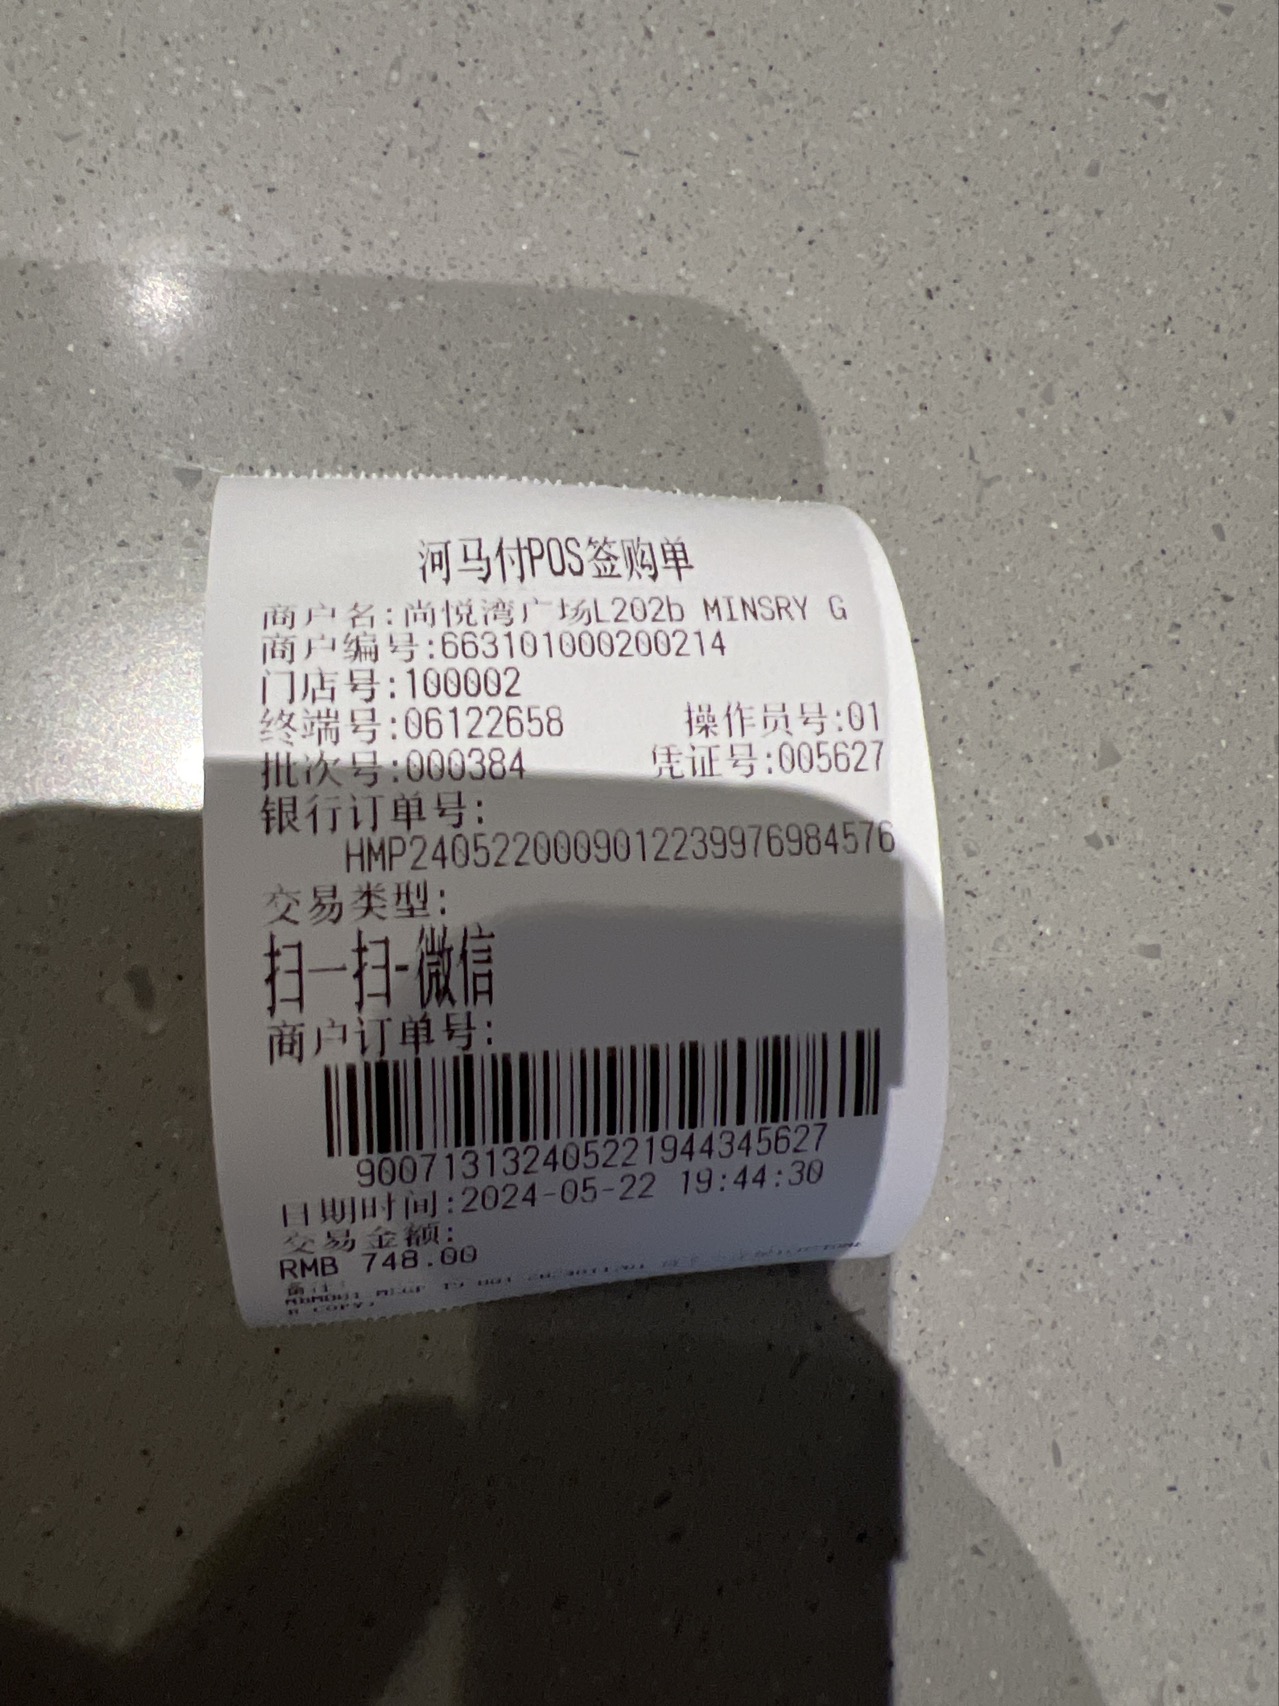 河马付POS签购单
商户名:尚悦湾广场L202b MINSRY G
商户编号:663101000200214
门店号:100002
终端号:06122658 操作员号:01
批次号:000384 凭证号:005627
银行订单号:
HMP2405220009012239976984576
交易类型:
扫一扫-微信
商户订单号:
900713132405221944345627
日期时间:2024-05-22 19:44:30
交易金额:
RMB 748.00
备注